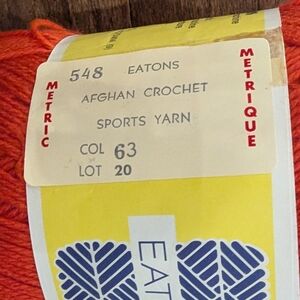 548 EATONS
AFGHAN CROCHET
SPORTS YARN
COL 63
LOT 20
METRIC
METRIQUE
EAT